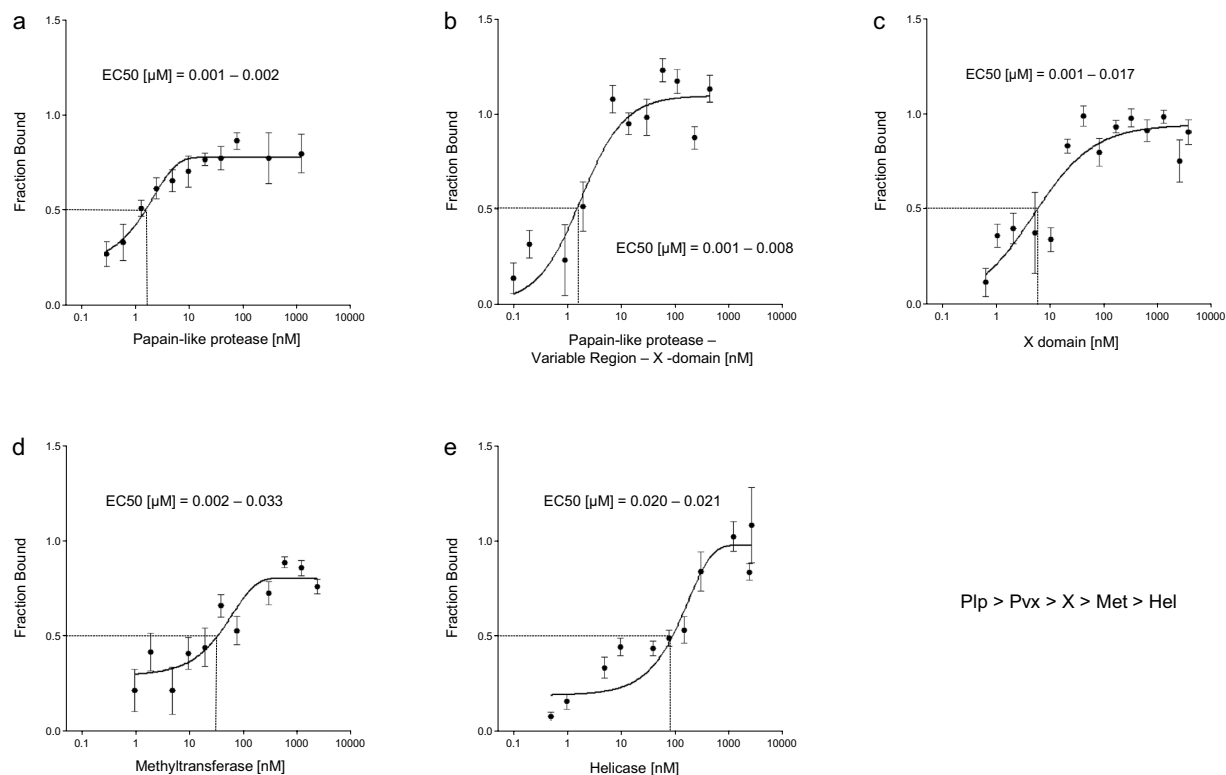 a
1.5
EC50 [µM] = 0.001 – 0.002
1.0
Fraction Bound
0.5
0.0
0.1 1 10 100 1000 10000
Papain-like protease [nM]
b
1.5
1.0
Fraction Bound
0.5
EC50 [µM] = 0.001 – 0.008
0.0
0.1 1 10 100 1000 10000
Papain-like protease –
Variable Region – X -domain [nM]
c
1.5
EC50 [µM] = 0.001 – 0.017
1.0
Fraction Bound
0.5
0.0
0.1 1 10 100 1000 10000
X domain [nM]
d
1.5
EC50 [µM] = 0.002 – 0.033
1.0
Fraction Bound
0.5
0.0
0.1 1 10 100 1000 10000
Methyltransferase [nM]
e
1.5
EC50 [µM] = 0.020 – 0.021
1.0
Fraction Bound
0.5
0.0
0.1 1 10 100 1000 10000
Helicase [nM]
Plp > Pvx > X > Met > Hel